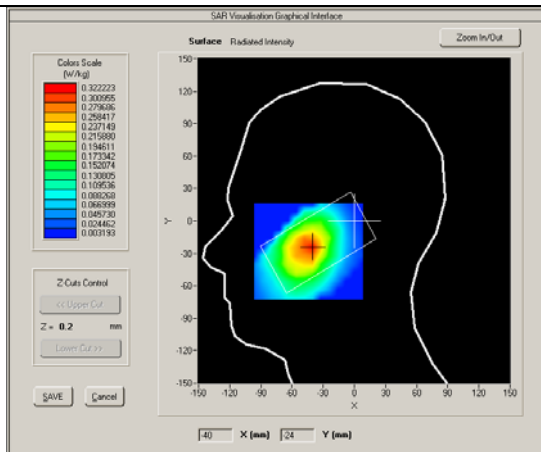 SAR Visualisation Graphical Interface
Surface Radiated Intensity
Zoom In/Out
Colors Scale
(W/kg)
0.322223
0.300955
0.279686
0.258417
0.237149
0.215880
0.194611
0.173342
0.152074
0.130805
0.109536
0.088268
0.066999
0.045730
0.024462
0.003193
150-
120-
90-
60-
30-
0-
-30-
-60-
-90-
-120-
-150-
Y
-150 -120 -90 -60 -30 0 30 60 90 120 150
X
Z Cuts Control
<< Upper Cut
Z = 0.2 mm
Lower Cut >>
SAVE Cancel
-40 X (mm) -24 Y (mm)